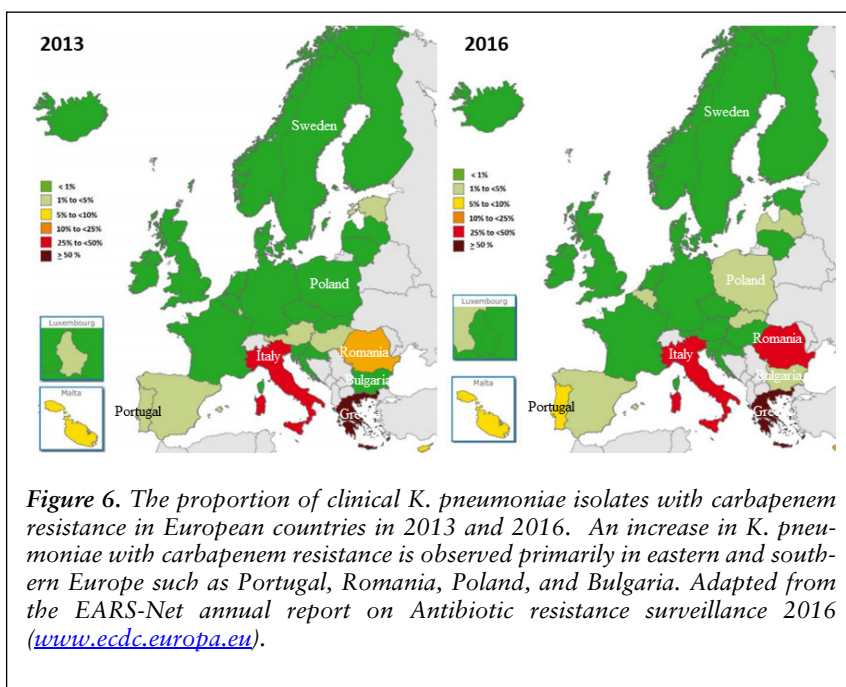 2013
Sweden
< 1%
1% to <5%
5% to <10%
10% to <25%
25% to <50%
≥ 50 %
Poland
Luxembourg
Italy
Romania
Bulgaria
Malta
Portugal
2016
Sweden
< 1%
1% to <5%
5% to <10%
10% to <25%
25% to <50%
≥ 50 %
Poland
Luxembourg
Italy
Romania
Bulgaria
Malta
Portugal
Figure 6. The proportion of clinical K. pneumoniae isolates with carbapenem
resistance in European countries in 2013 and 2016. An increase in K. pneu-
moniae with carbapenem resistance is observed primarily in eastern and south-
ern Europe such as Portugal, Romania, Poland, and Bulgaria. Adapted from
the EARS-Net annual report on Antibiotic resistance surveillance 2016
(www.ecdc.europa.eu).